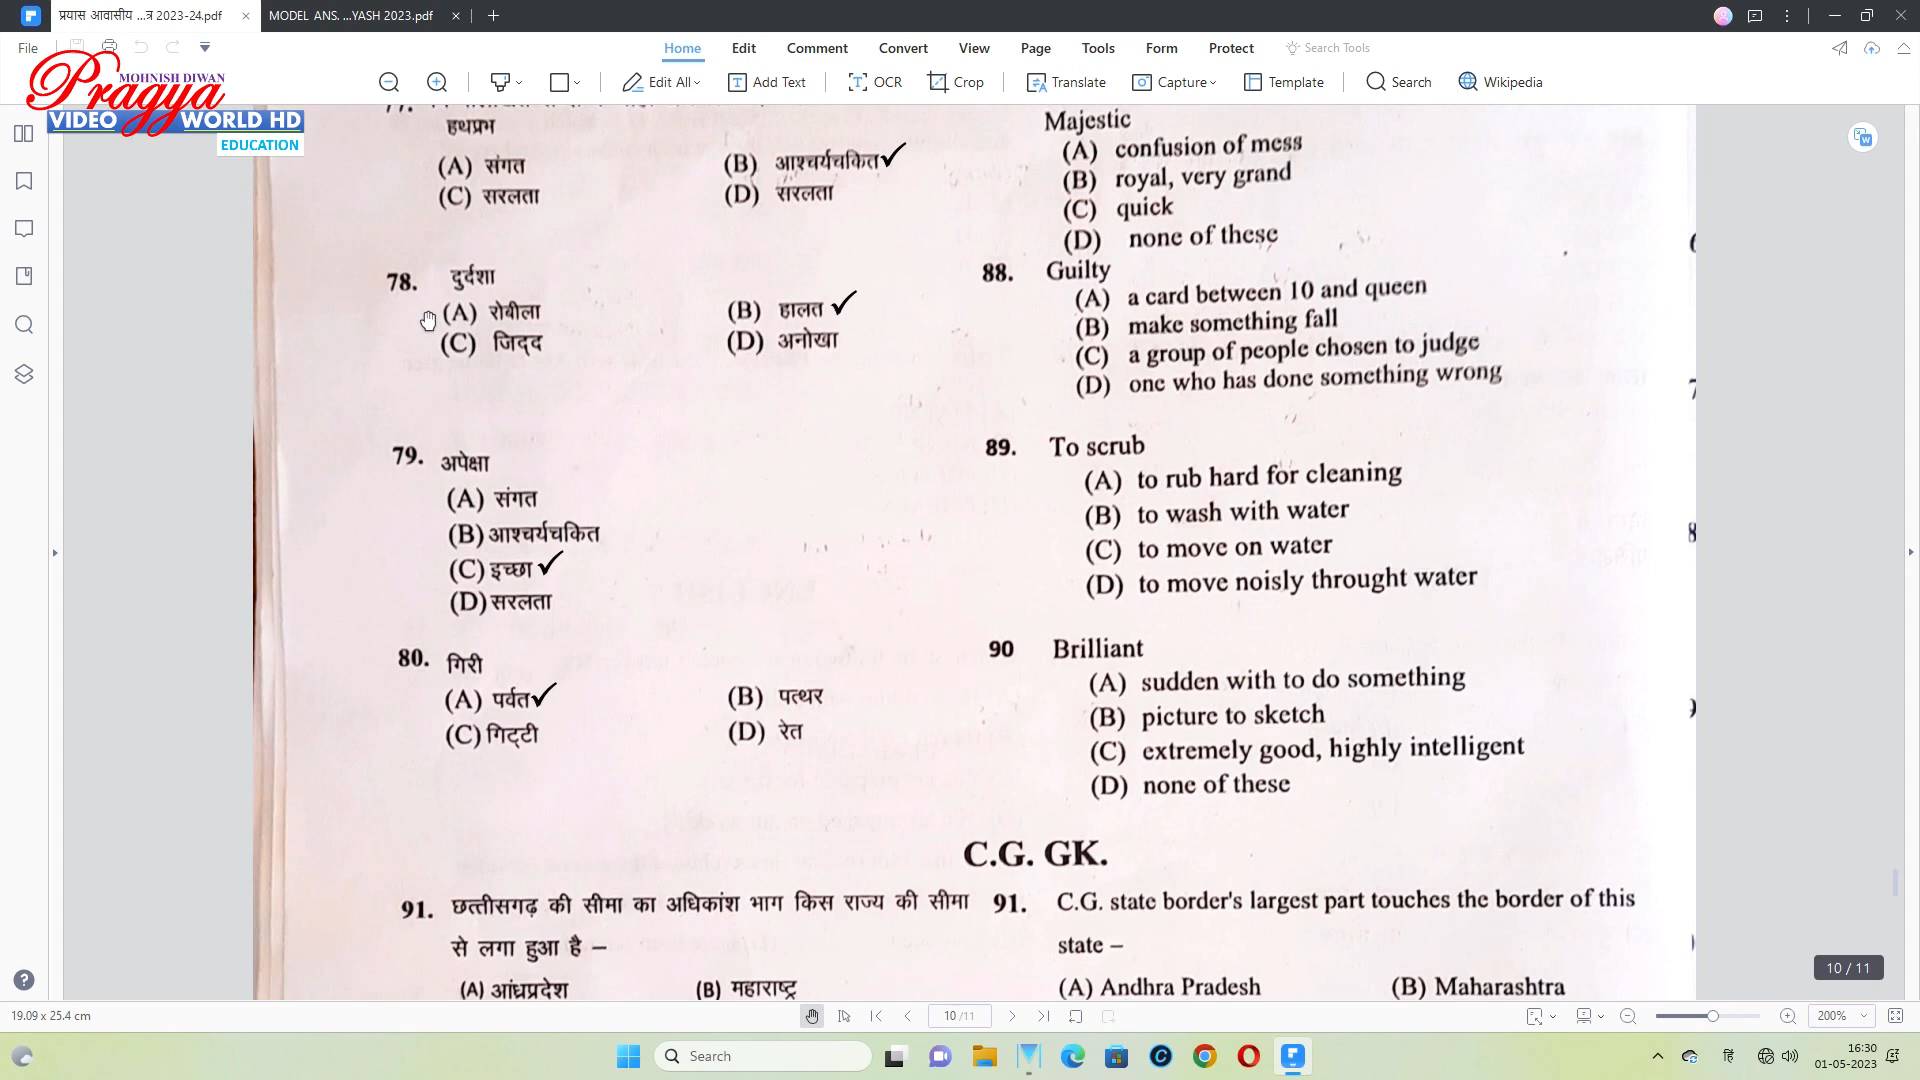 प्रयास आवासीय ...त्र 2023-24.pdf
MODEL ANS. ...YASH 2023.pdf
File
Home Edit Comment Convert View Page Tools Form Protect Search Tools
Edit All Add Text OCR Crop Translate Capture Template Search Wikipedia
MOHNISH DIWAN
Pragya
VIDEO WORLD HD
EDUCATION
77.
हथप्रभ
(A) संगत (B) आश्चर्यचकित
(C) सरलता (D) सरलता
78. दुर्दशा
(A) रोबीला (B) हालत
(C) जिद्द (D) अनोखा
79. अपेक्षा
(A) संगत
(B) आश्चर्यचकित
(C) इच्छा
(D) सरलता
80. गिरी
(A) पर्वत (B) पत्थर
(C) गिट्टी (D) रेत
Majestic
(A) confusion of mess
(B) royal, very grand
(C) quick
(D) none of these
88. Guilty
(A) a card between 10 and queen
(B) make something fall
(C) a group of people chosen to judge
(D) one who has done something wrong
89. To scrub
(A) to rub hard for cleaning
(B) to wash with water
(C) to move on water
(D) to move noisly throught water
90 Brilliant
(A) sudden with to do something
(B) picture to sketch
(C) extremely good, highly intelligent
(D) none of these
C.G. GK.
91. छत्तीसगढ़ की सीमा का अधिकांश भाग किस राज्य की सीमा
से लगा हुआ है –
(A) आंध्रप्रदेश (B) महाराष्ट्र
91. C.G. state border's largest part touches the border of this
state –
(A) Andhra Pradesh (B) Maharashtra
10 / 11
19.09 x 25.4 cm
10 /11
200%
Search
हिं
16:30
01-05-2023